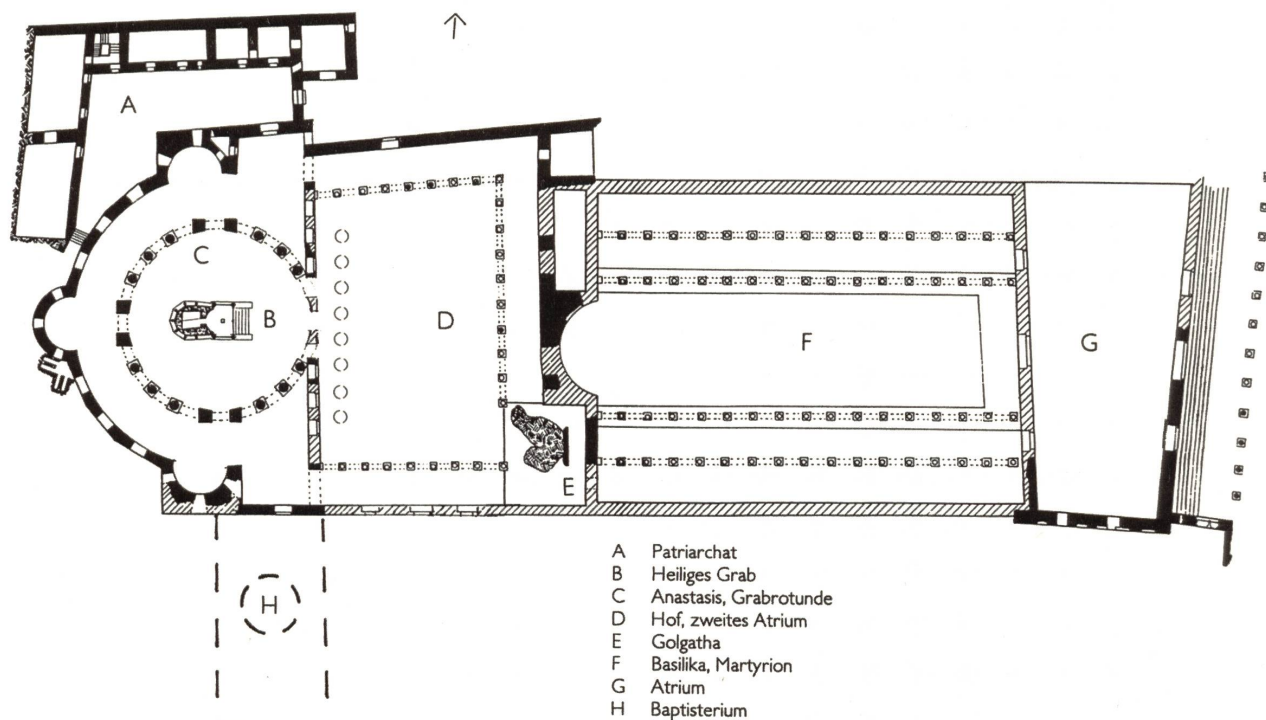 A
C
B
D
F
G
E
H
A Patriarchat
B Heiliges Grab
C Anastasis, Grabrotunde
D Hof, zweites Atrium
E Golgatha
F Basilika, Martyrion
G Atrium
H Baptisterium